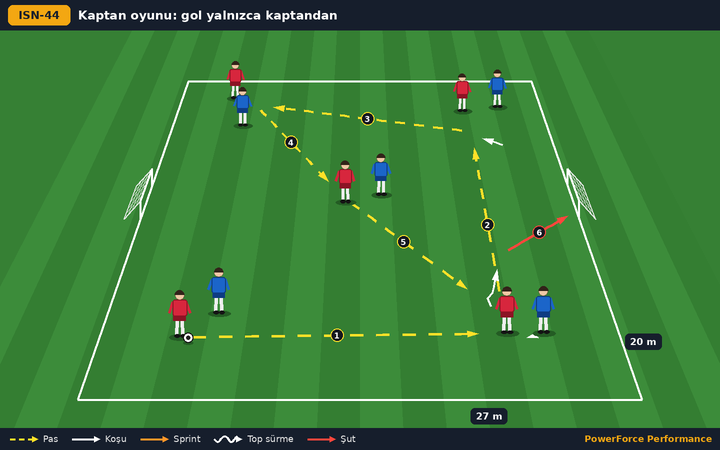 ISN-44 Kaptan oyunu: gol yalnızca kaptandan
3
4
2
5
6
1
20 m
27 m
Pas Koşu Sprint Top sürme Şut PowerForce Performance